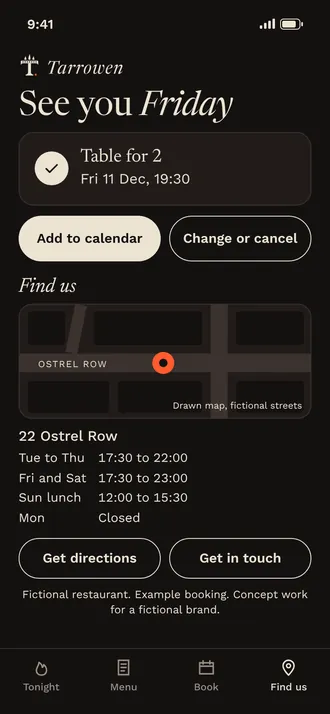 9:41
Tarrowen
See you Friday
Table for 2
Fri 11 Dec, 19:30
Add to calendar
Change or cancel
Find us
OSTREL ROW
Drawn map, fictional streets
22 Ostrel Row
Tue to Thu 17:30 to 22:00
Fri and Sat 17:30 to 23:00
Sun lunch 12:00 to 15:30
Mon Closed
Get directions
Get in touch
Fictional restaurant. Example booking. Concept work
for a fictional brand.
Tonight
Menu
Book
Find us